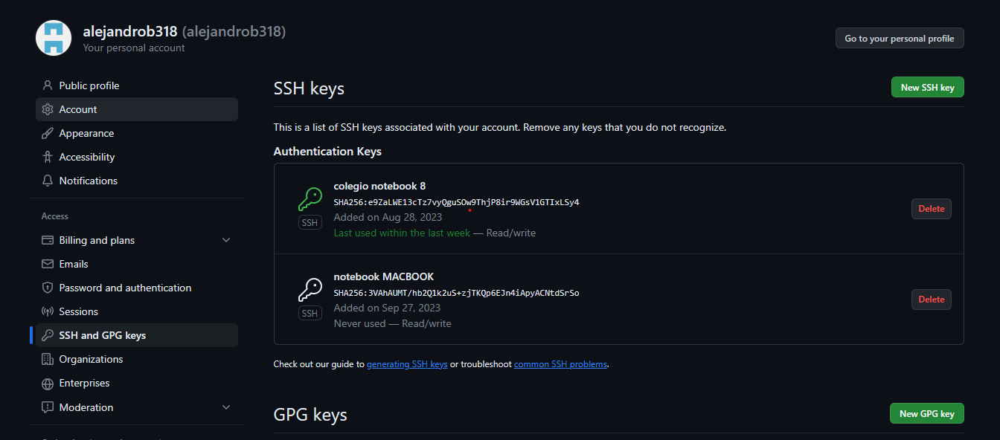 alejandrob318 (alejandrob318)
Your personal account
Go to your personal profile
Public profile
Account
Appearance
Accessibility
Notifications
Access
Billing and plans
Emails
Password and authentication
Sessions
SSH and GPG keys
Organizations
Enterprises
Moderation
SSH keys
New SSH key
This is a list of SSH keys associated with your account. Remove any keys that you do not recognize.
Authentication Keys
colegio notebook 8
SHA256:e9ZaLWE13cTz7vyQguSOw9ThjP8ir9WGsV1GTIxLSy4
SSH
Added on Aug 28, 2023
Last used within the last week — Read/write
Delete
notebook MACBOOK
SHA256:3VAhAUMT/hb2Q1k2uS+zjTKQp6EJn4iApyACNtdSrSo
SSH
Added on Sep 27, 2023
Never used — Read/write
Delete
Check out our guide to generating SSH keys or troubleshoot common SSH problems.
GPG keys
New GPG key